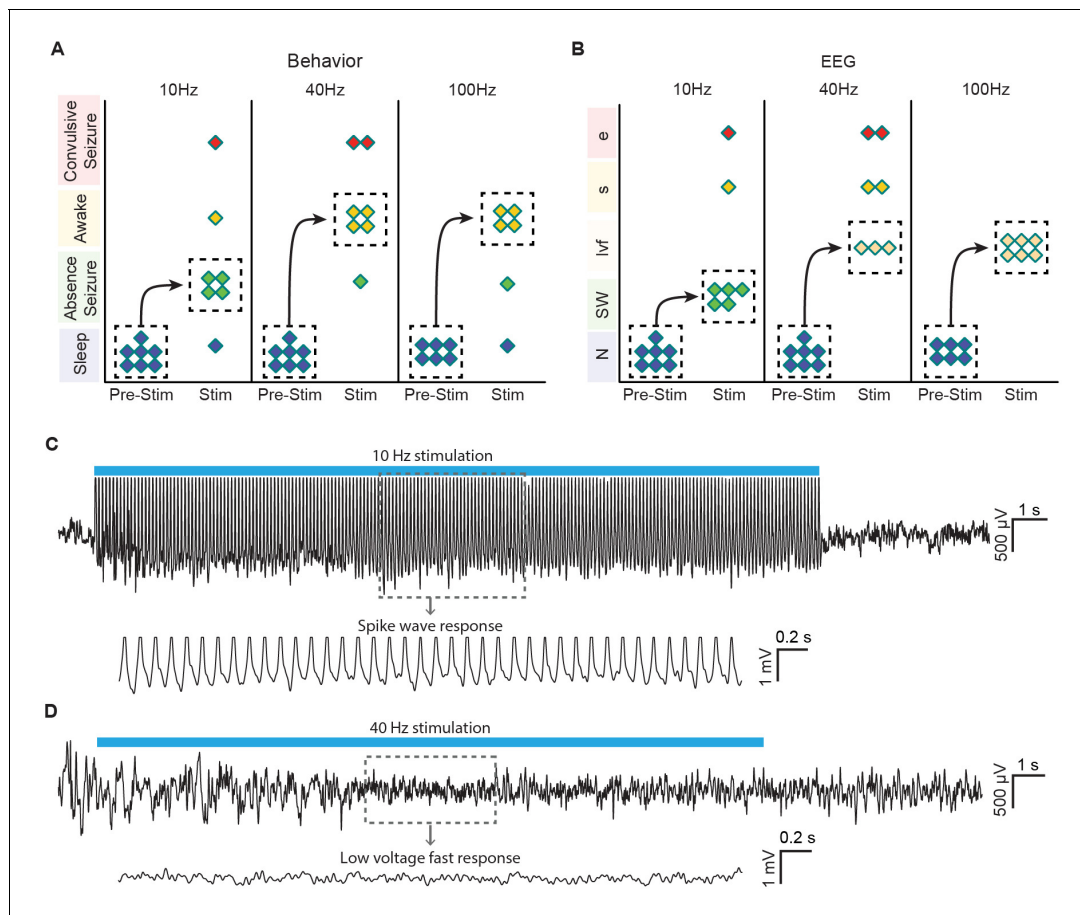 A
Behavior
10Hz
40Hz
100Hz
Convulsive
Seizure
Awake
Absence
Seizure
Sleep
Pre-Stim
Stim
Pre-Stim
Stim
Pre-Stim
Stim
B
EEG
10Hz
40Hz
100Hz
e
s
lvf
SW
N
Pre-Stim
Stim
Pre-Stim
Stim
Pre-Stim
Stim
C
10 Hz stimulation
1 s
500 µV
Spike wave response
0.2 s
1 mV
D
40 Hz stimulation
1 s
500 µV
Low voltage fast response
0.2 s
1 mV